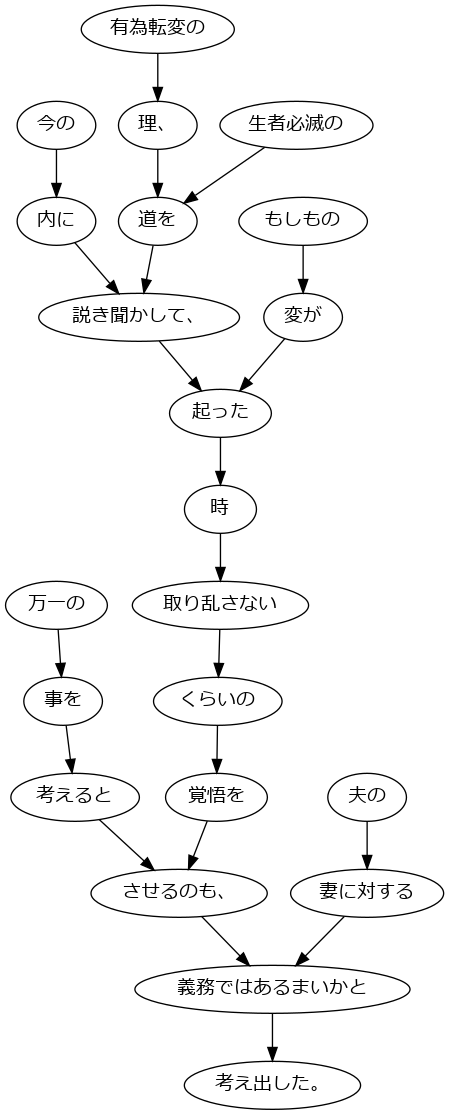 有為転変の
今の
理、
生者必滅の
内に
道を
もしもの
説き聞かして、
変が
起った
時
万一の
取り乱さない
事を
くらいの
考えると
覚悟を
夫の
させるのも、
妻に対する
義務ではあるまいかと
考え出した。